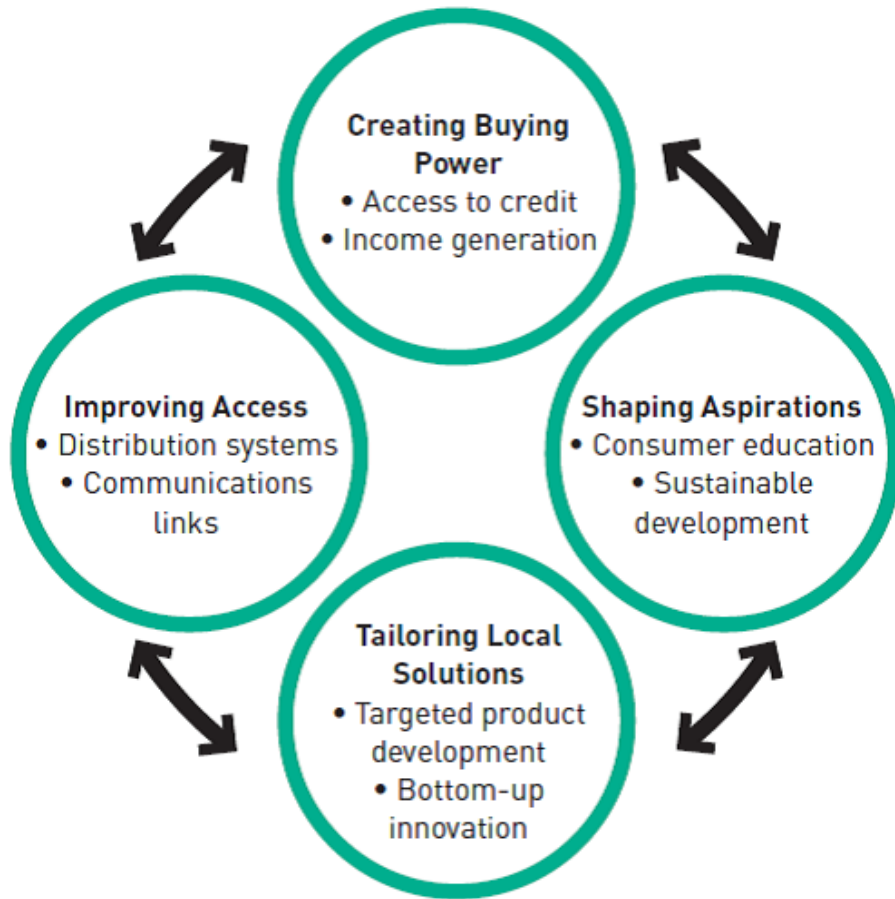 Creating Buying
Power
• Access to credit
• Income generation
Improving Access
• Distribution systems
• Communications
links
Shaping Aspirations
• Consumer education
• Sustainable
development
Tailoring Local
Solutions
• Targeted product
development
• Bottom-up
innovation